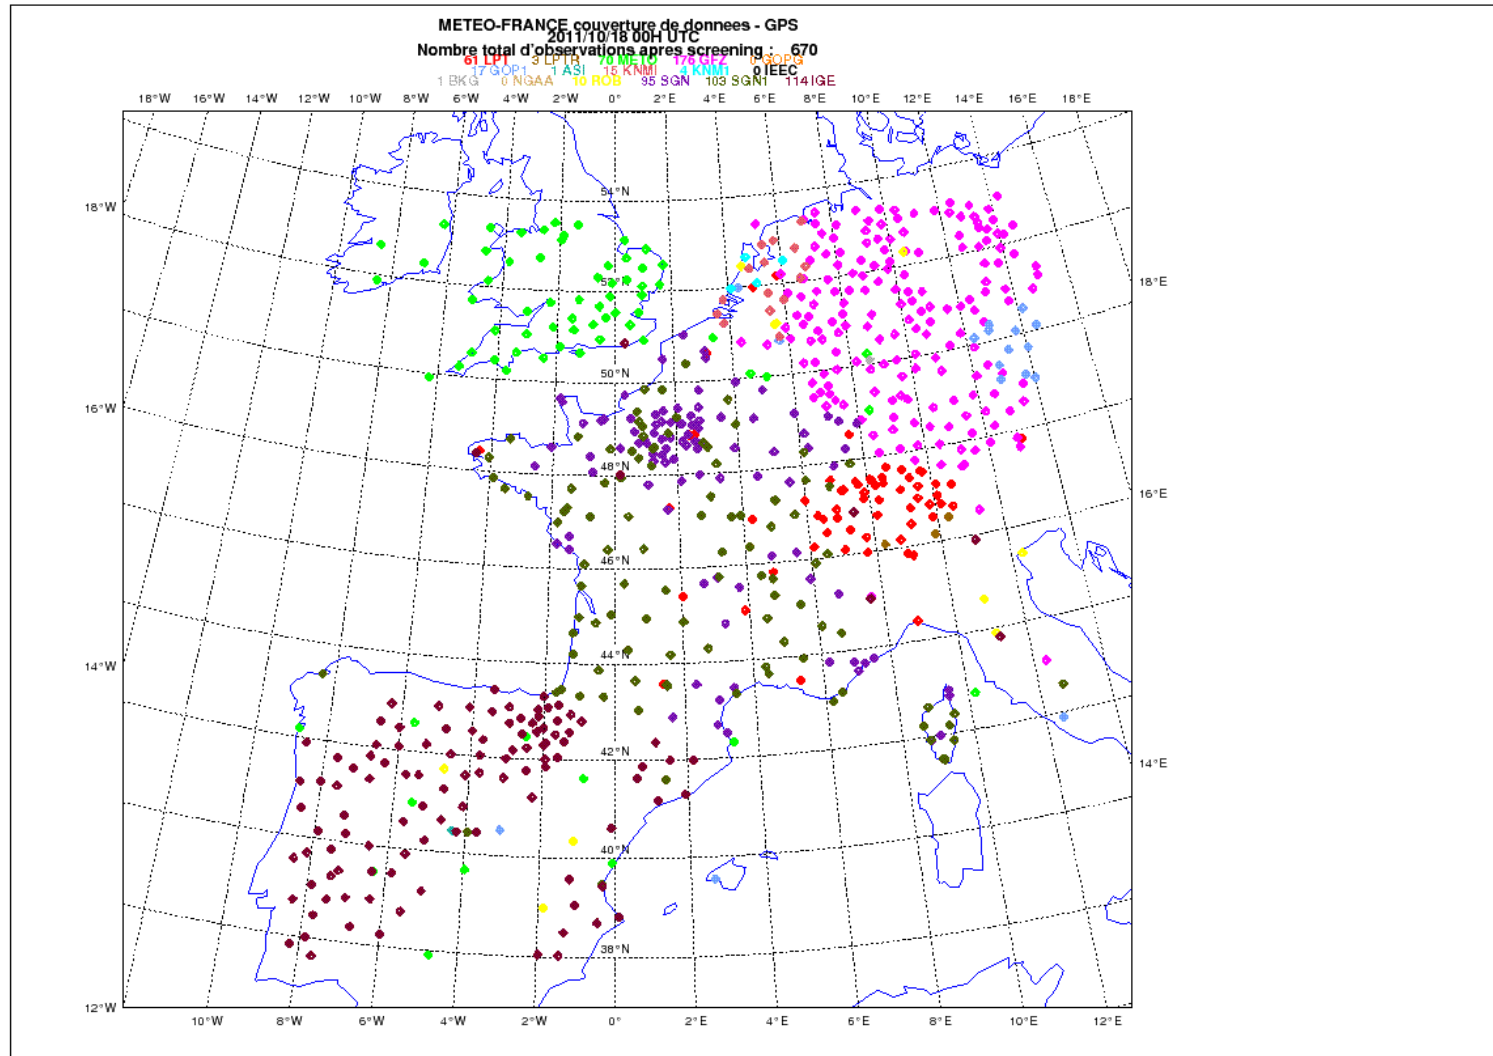 METEO-FRANCE couverture de donnees - GPS
2011/10/18 00H UTC
Nombre total d'observations apres screening : 670
61 LPT 3 LPTR 70 METO 176 GFZ 0 GOPG
17 GOP1 1 ASI 15 KNMI 4 KNM1 0 IEEC
1 BKG 0 NGAA 10 ROB 95 SGN 103 SGN1 114 IGE
18°W 16°W 14°W 12°W 10°W 8°W 6°W 4°W 2°W 0° 2°E 4°E 6°E 8°E 10°E 12°E 14°E 16°E 18°E
54°N
18°W
52°N
18°E
50°N
16°W
48°N
16°E
46°N
14°W
44°N
42°N
14°E
40°N
38°N
12°W
10°W 8°W 6°W 4°W 2°W 0° 2°E 4°E 6°E 8°E 10°E 12°E